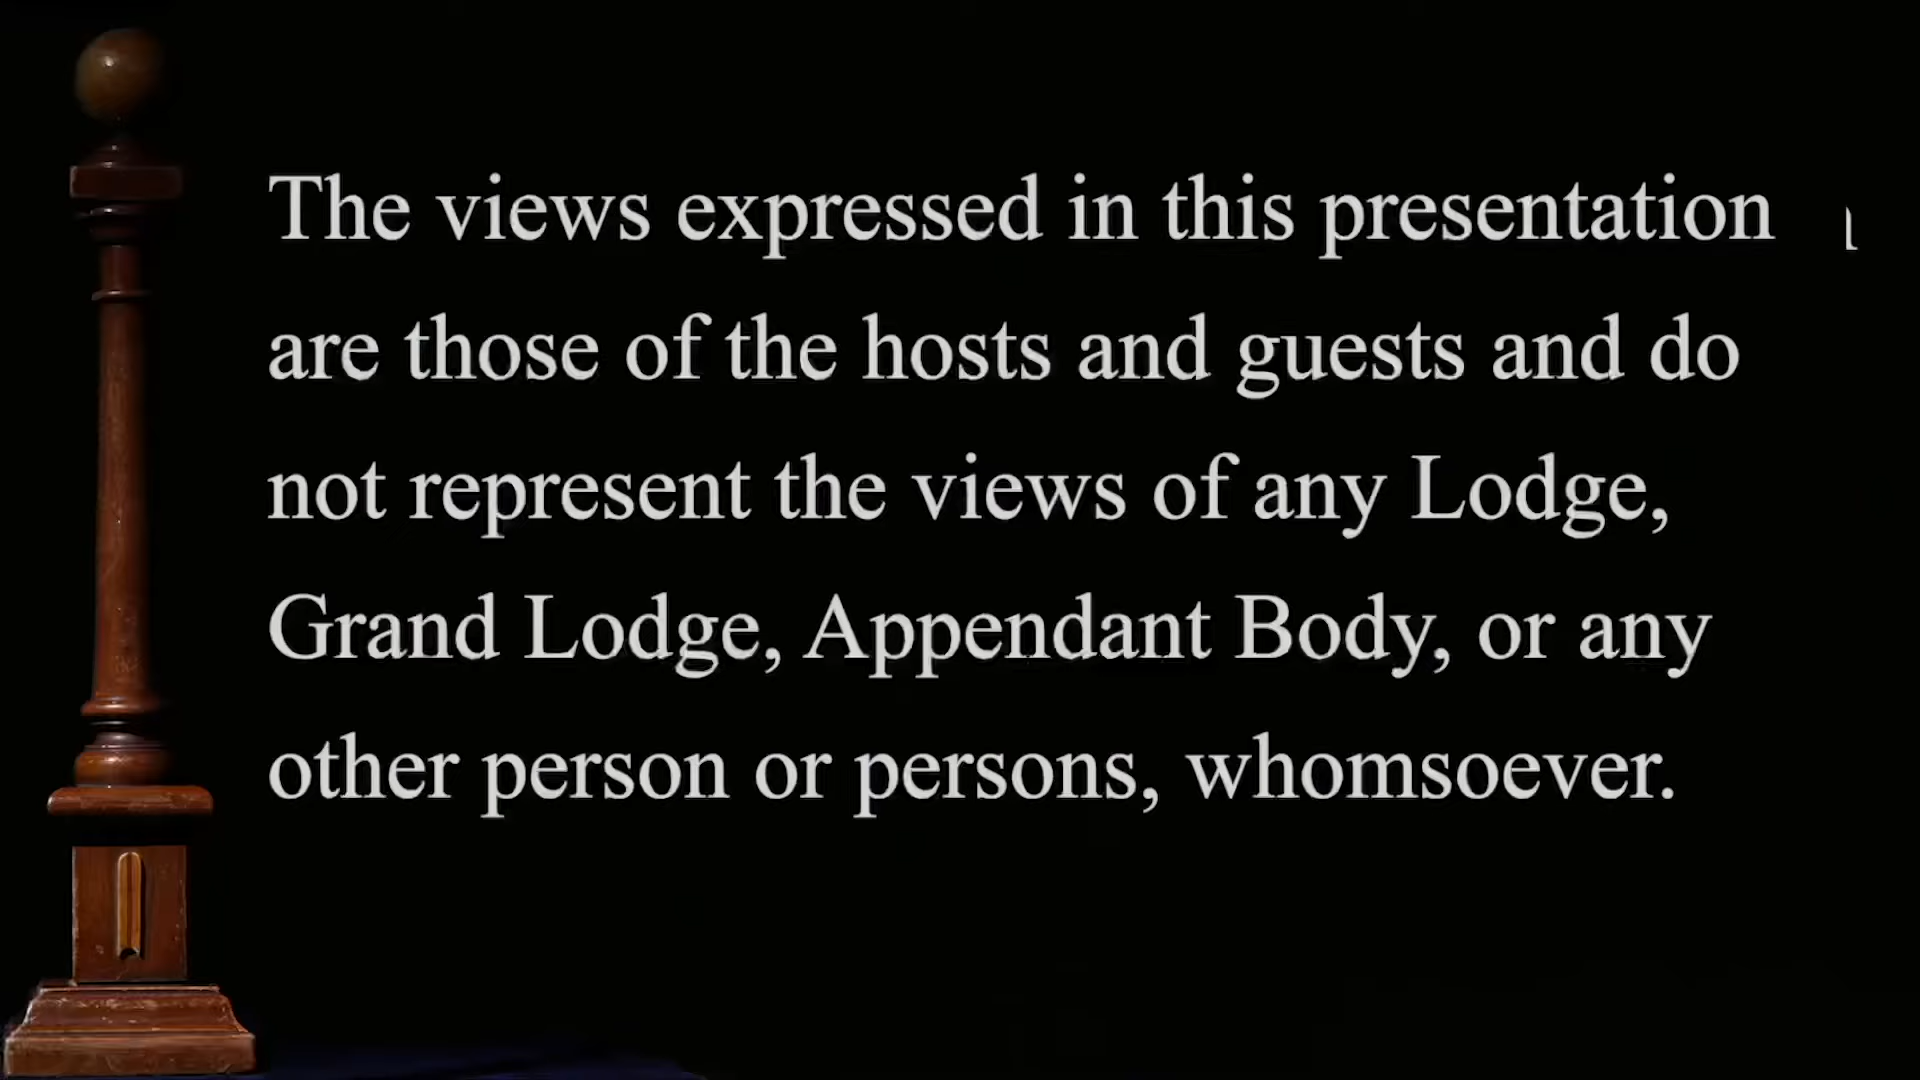 The views expressed in this presentation
are those of the hosts and guests and do
not represent the views of any Lodge,
Grand Lodge, Appendant Body, or any
other person or persons, whomsoever.